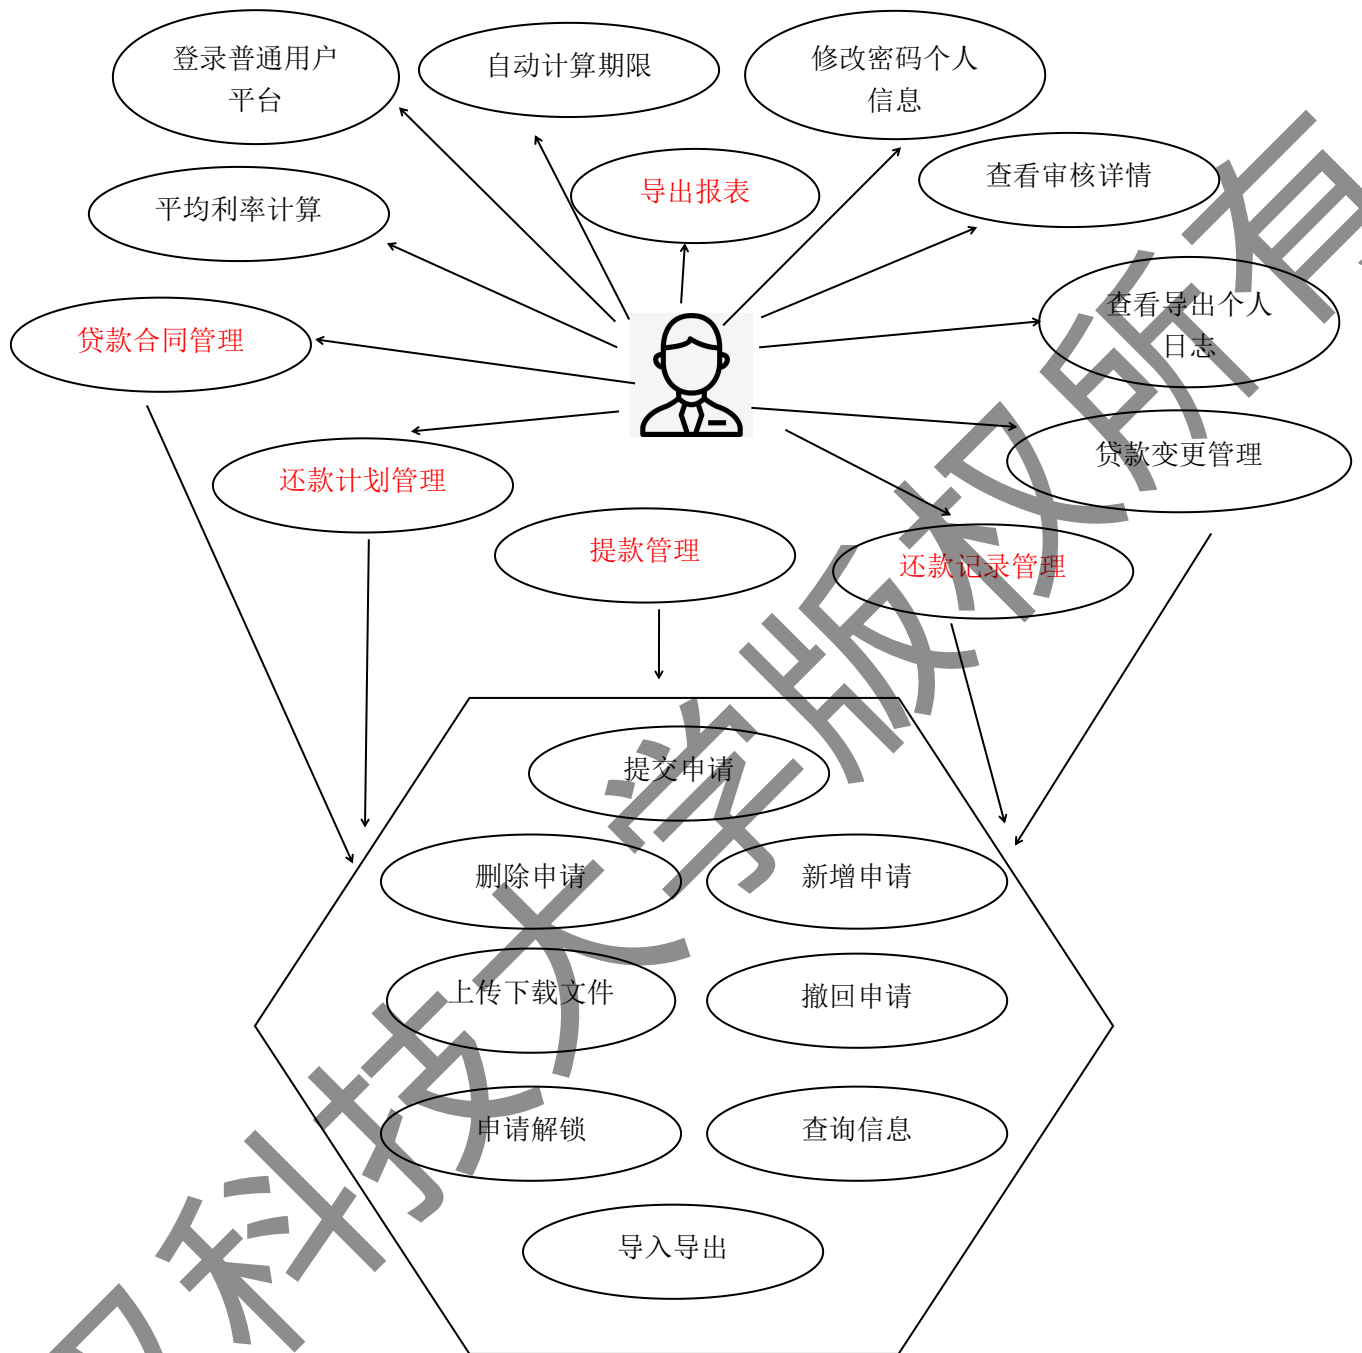 登录普通用户
平台
自动计算期限
修改密码个人
信息
导出报表
查看审核详情
平均利率计算
查看导出个人
日志
贷款合同管理
贷款变更管理
还款计划管理
提款管理
还款记录管理
提交申请
删除申请
新增申请
上传下载文件
撤回申请
申请解锁
查询信息
导入导出
科技大学版权所有